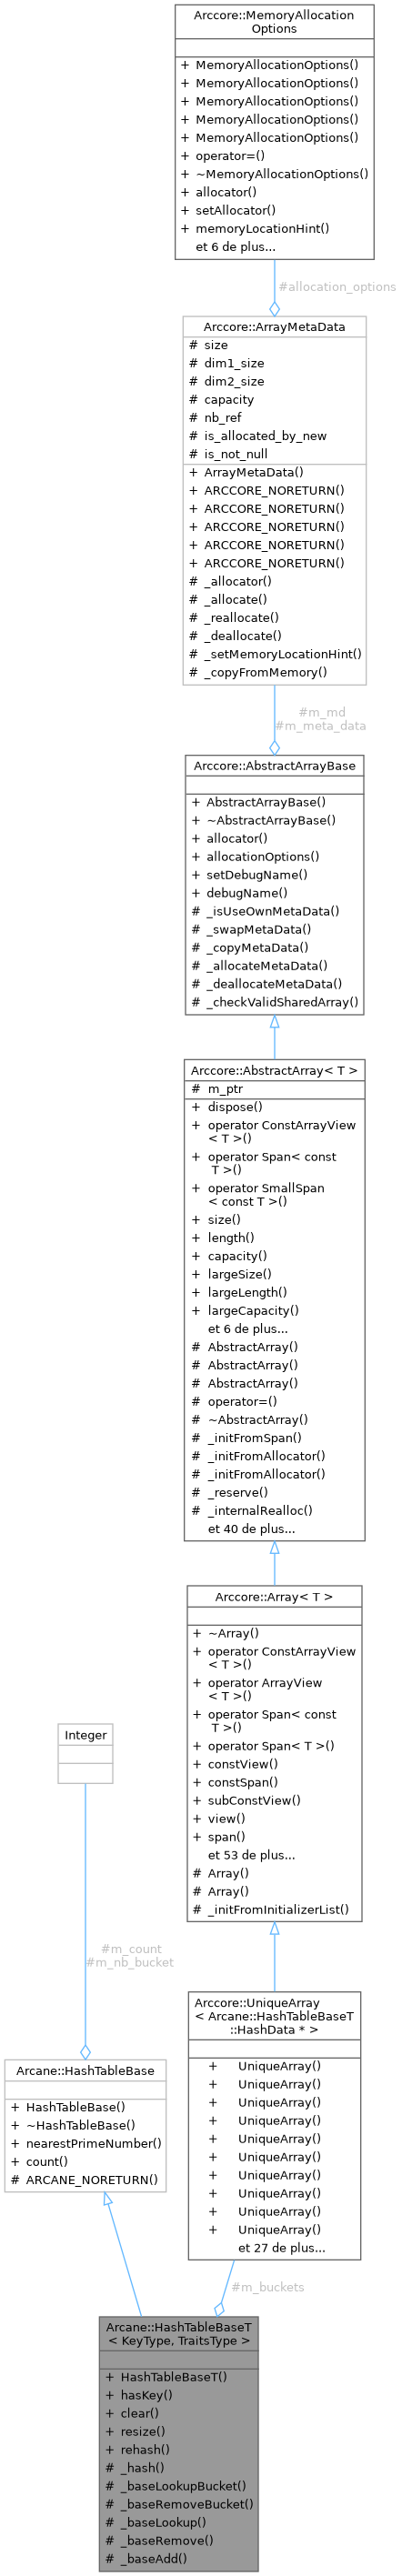 Arccore::MemoryAllocation
Options
+ MemoryAllocationOptions()
+ MemoryAllocationOptions()
+ MemoryAllocationOptions()
+ MemoryAllocationOptions()
+ MemoryAllocationOptions()
+ operator=()
+ ~MemoryAllocationOptions()
+ allocator()
+ setAllocator()
+ memoryLocationHint()
et 6 de plus...
#allocation_options
Arccore::ArrayMetaData
# size
# dim1_size
# dim2_size
# capacity
# nb_ref
# is_allocated_by_new
# is_not_null
+ ArrayMetaData()
+ ARCCORE_NORETURN()
+ ARCCORE_NORETURN()
+ ARCCORE_NORETURN()
+ ARCCORE_NORETURN()
+ ARCCORE_NORETURN()
# _allocator()
# _allocate()
# _reallocate()
# _deallocate()
# _setMemoryLocationHint()
# _copyFromMemory()
#m_md
#m_meta_data
Arccore::AbstractArrayBase
+ AbstractArrayBase()
+ ~AbstractArrayBase()
+ allocator()
+ allocationOptions()
+ setDebugName()
+ debugName()
# _isUseOwnMetaData()
# _swapMetaData()
# _copyMetaData()
# _allocateMetaData()
# _deallocateMetaData()
# _checkValidSharedArray()
Arccore::AbstractArray< T >
# m_ptr
+ dispose()
+ operator ConstArrayView
< T >()
+ operator Span< const
T >()
+ operator SmallSpan
< const T >()
+ size()
+ length()
+ capacity()
+ largeSize()
+ largeLength()
+ largeCapacity()
et 6 de plus...
# AbstractArray()
# AbstractArray()
# AbstractArray()
# operator=()
# ~AbstractArray()
# _initFromSpan()
# _initFromAllocator()
# _initFromAllocator()
# _reserve()
# _internalRealloc()
et 40 de plus...
Arccore::Array< T >
+ ~Array()
+ operator ConstArrayView
< T >()
+ operator ArrayView
< T >()
+ operator Span< const
T >()
+ operator Span< T >()
+ constView()
+ constSpan()
+ subConstView()
+ view()
+ span()
et 53 de plus...
# Array()
# Array()
# _initFromInitializerList()
Integer
#m_count
#m_nb_bucket
Arccore::UniqueArray
< Arcane::HashTableBaseT
::HashData * >
+ UniqueArray()
+ UniqueArray()
+ UniqueArray()
+ UniqueArray()
+ UniqueArray()
+ UniqueArray()
+ UniqueArray()
+ UniqueArray()
+ UniqueArray()
+ UniqueArray()
et 27 de plus...
Arcane::HashTableBase
+ HashTableBase()
+ ~HashTableBase()
+ nearestPrimeNumber()
+ count()
# ARCANE_NORETURN()
#m_buckets
Arcane::HashTableBaseT
< KeyType, TraitsType >
+ HashTableBaseT()
+ hasKey()
+ clear()
+ resize()
+ rehash()
# _hash()
# _baseLookupBucket()
# _baseRemoveBucket()
# _baseLookup()
# _baseRemove()
# _baseAdd()